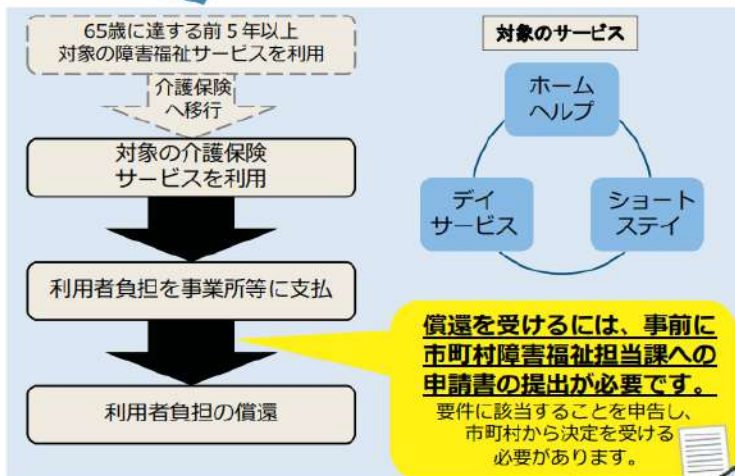 65歳に達する前5年以上
対象の障害福祉サービスを利用
介護保険
へ移行
対象の介護保険
サービスを利用
利用者負担を事業所等に支払
利用者負担の償還
対象のサービス
ホーム
ヘルプ
デイ
サービス
ショート
ステイ
償還を受けるには、事前に
市町村障害福祉担当課への
申請書の提出が必要です。
要件に該当することを申告し、
市町村から決定を受ける
必要があります。